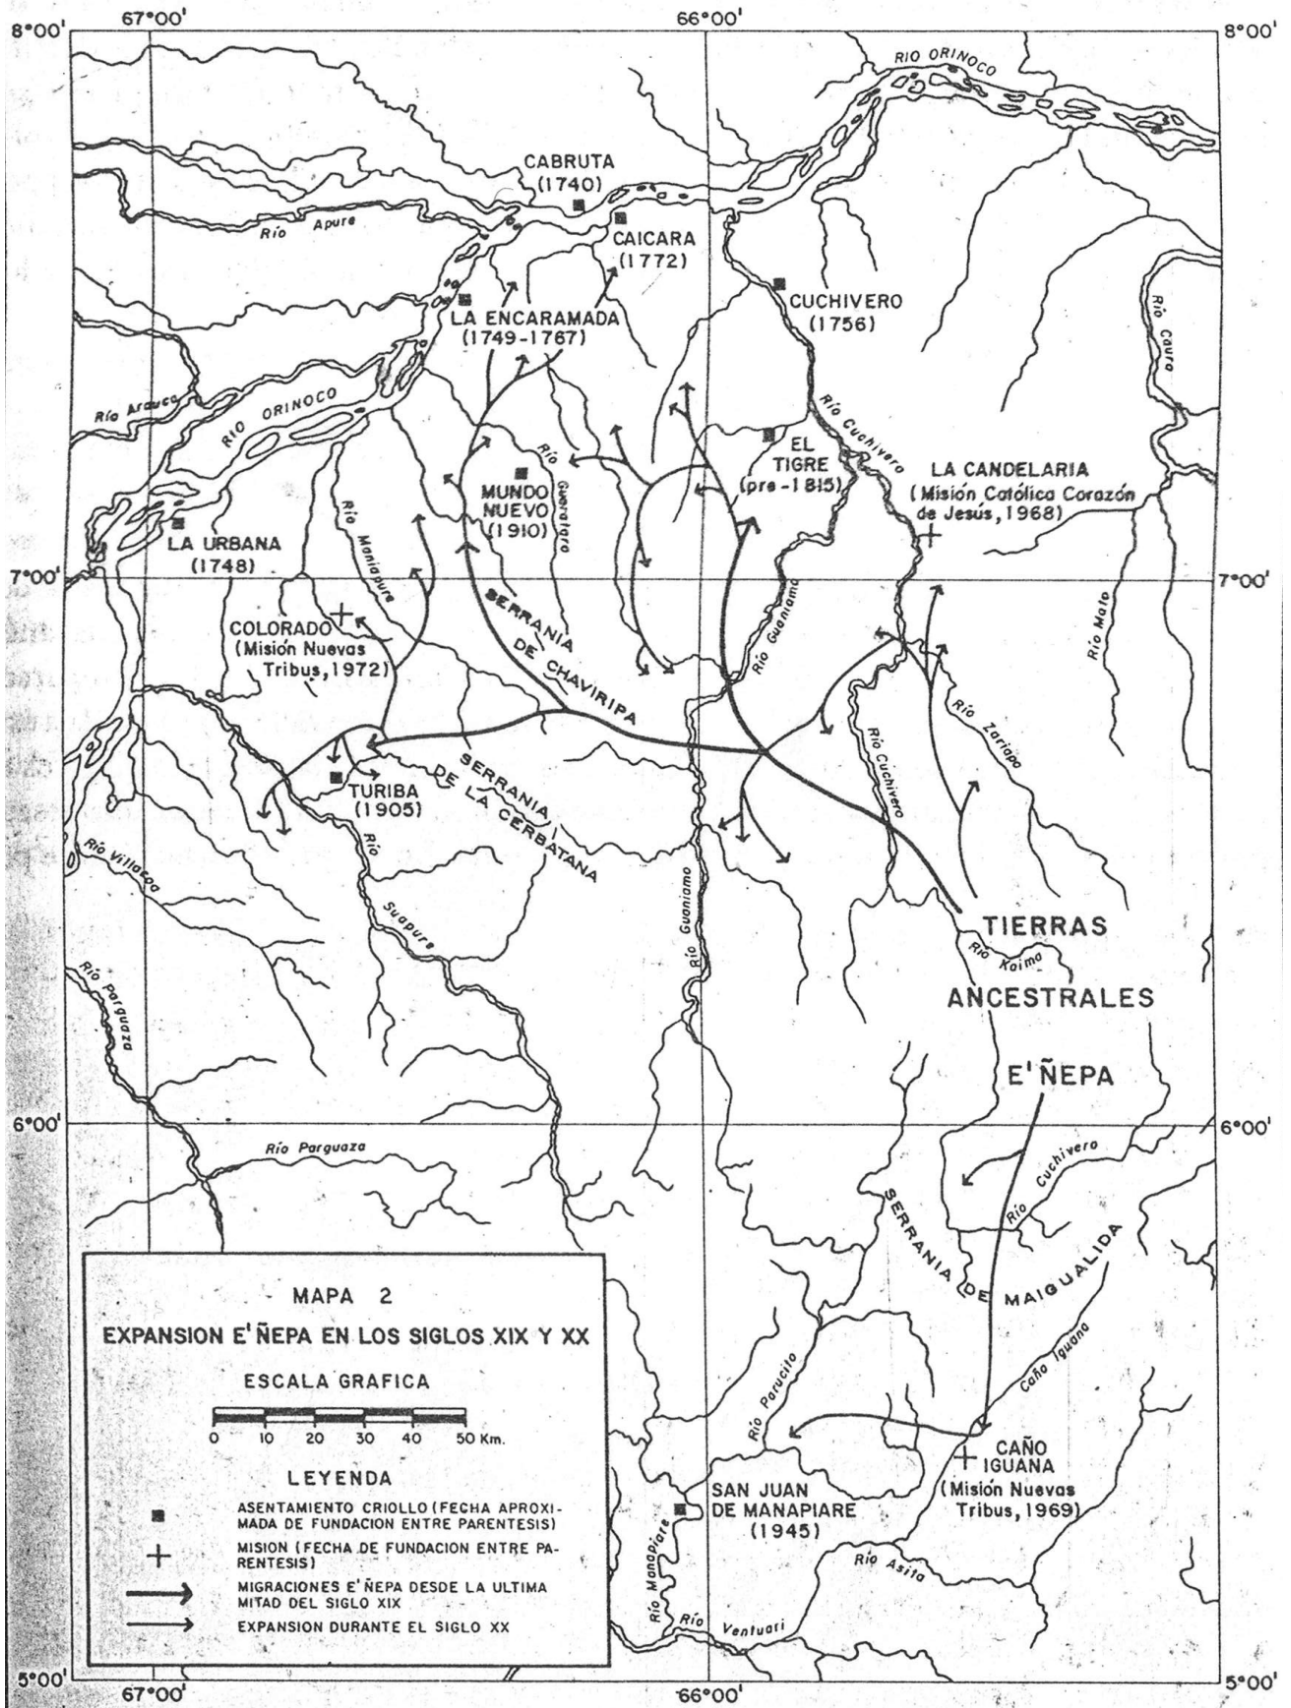 67°00'
66°00'
8°00'
8°00'
RIO ORINOCO
CABRUTA
(1740)
Río Apure
CAICARA
(1772)
CUCHIVERO
(1756)
LA ENCARAMADA
(1749-1767)
Río Caura
Río Arauca
RIO ORINOCO
Río Cuchivero
EL
TIGRE
(pre-1815)
LA CANDELARIA
(Misión Católica Corazón
de Jesús, 1968)
MUNDO
NUEVO
(1910)
Río Guarataro
Río Maniapure
LA URBANA
(1748)
7°00'
7°00'
SERRANIA
DE CHAVIRIPA
Río Guaniamo
Río Mato
COLORADO
(Misión Nuevas
Tribus, 1972)
Río Zariapo
Río Cuchivero
SERRANIA
DE LA CERBATANA
TURIBA
(1905)
Río Villacoa
Río
Suapure
Río Guaniamo
TIERRAS
Río Kaima
ANCESTRALES
Río Parguaza
E'ÑEPA
6°00'
6°00'
Río Parguaza
Río Cuchivero
SERRANIA DE MAIGUALIDA
MAPA 2
EXPANSION E'ÑEPA EN LOS SIGLOS XIX Y XX
ESCALA GRAFICA
0 10 20 30 40 50 Km.
LEYENDA
ASENTAMIENTO CRIOLLO (FECHA APROXI-
MADA DE FUNDACION ENTRE PARENTESIS)
MISION (FECHA DE FUNDACION ENTRE PA-
RENTESIS)
MIGRACIONES E'ÑEPA DESDE LA ULTIMA
MITAD DEL SIGLO XIX
EXPANSION DURANTE EL SIGLO XX
Caño Iguana
Río Parucito
CAÑO
IGUANA
(Misión Nuevas
Tribus, 1969)
SAN JUAN
DE MANAPIARE
(1945)
Río Manapiare
Río Asita
Río Ventuari
5°00'
5°00'
67°00'
66°00'